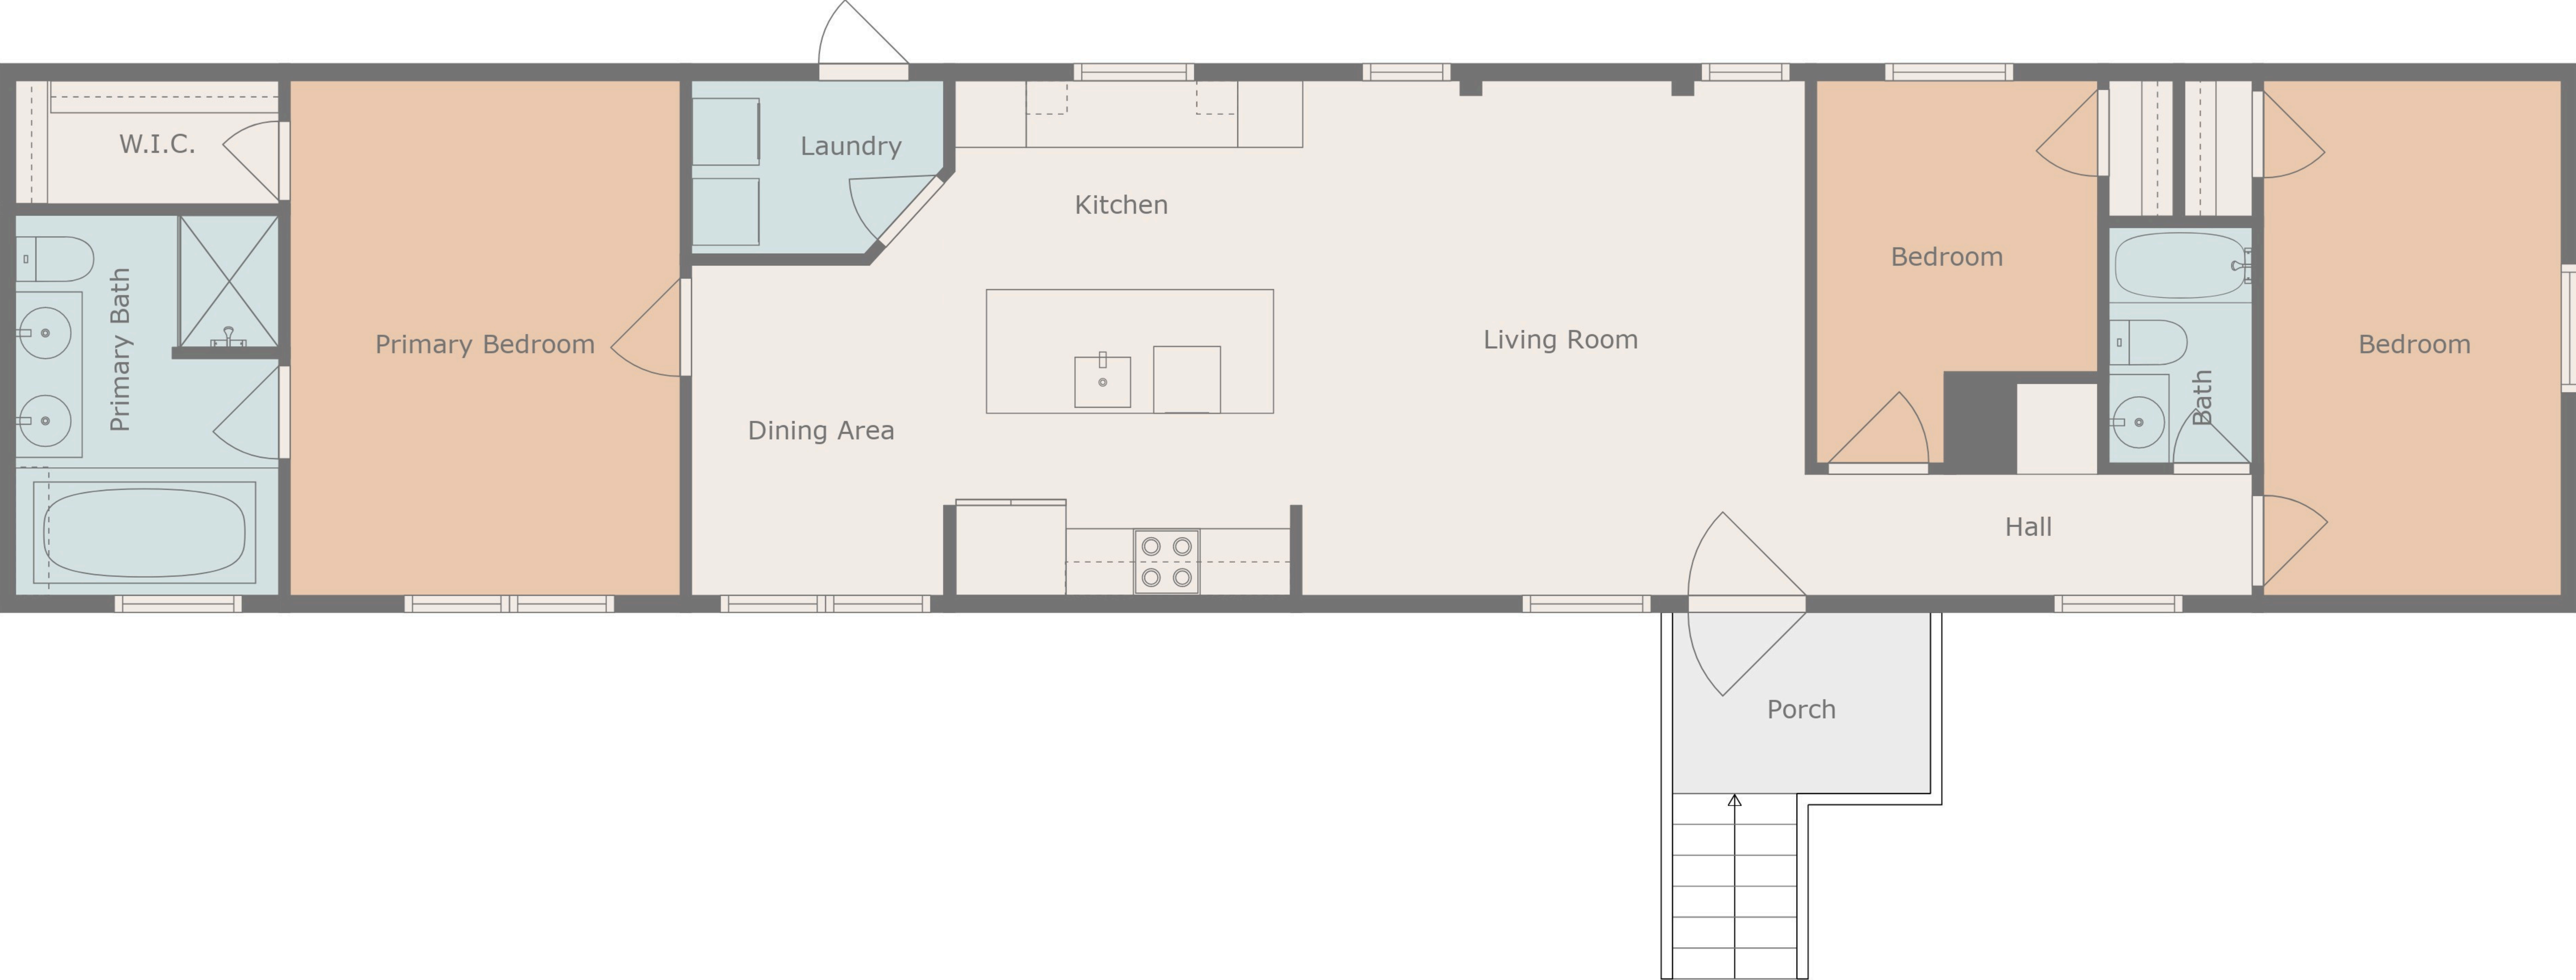 W.I.C.
Primary Bath
Primary Bedroom
Laundry
Kitchen
Dining Area
Living Room
Bedroom
Bath
Bedroom
Hall
Porch